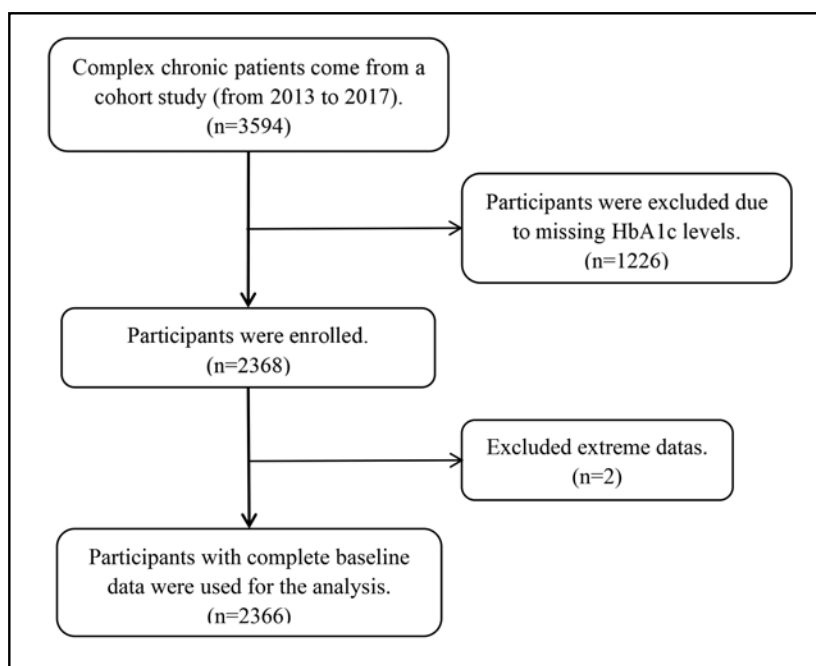 Complex chronic patients come from a
cohort study (from 2013 to 2017).
(n=3594)
Participants were excluded due
to missing HbA1c levels.
(n=1226)
Participants were enrolled.
(n=2368)
Excluded extreme datas.
(n=2)
Participants with complete baseline
data were used for the analysis.
(n=2366)